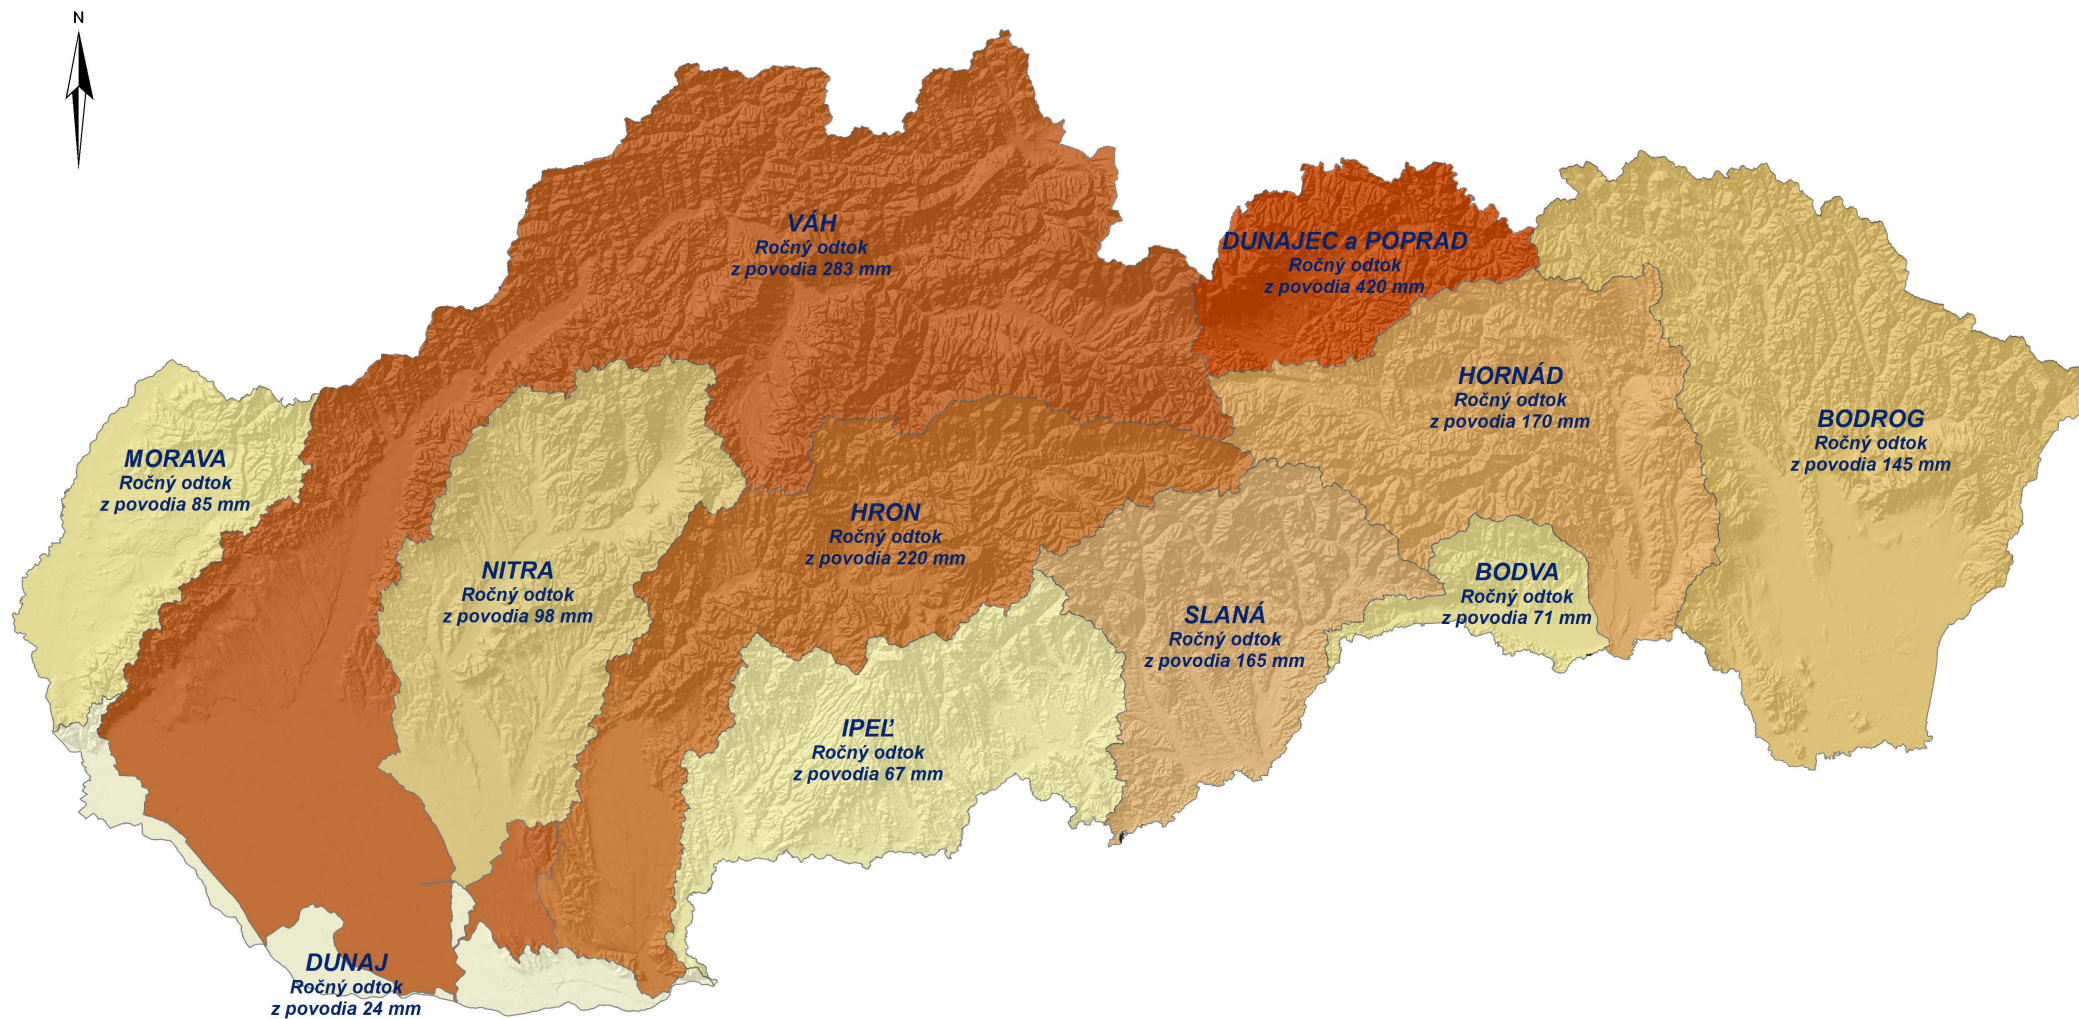 N
VÁH
Ročný odtok
z povodia 283 mm
DUNAJEC a POPRAD
Ročný odtok
z povodia 420 mm
HORNÁD
Ročný odtok
z povodia 170 mm
BODROG
Ročný odtok
z povodia 145 mm
MORAVA
Ročný odtok
z povodia 85 mm
HRON
Ročný odtok
z povodia 220 mm
NITRA
Ročný odtok
z povodia 98 mm
BODVA
Ročný odtok
z povodia 71 mm
SLANÁ
Ročný odtok
z povodia 165 mm
IPEĽ
Ročný odtok
z povodia 67 mm
DUNAJ
Ročný odtok
z povodia 24 mm